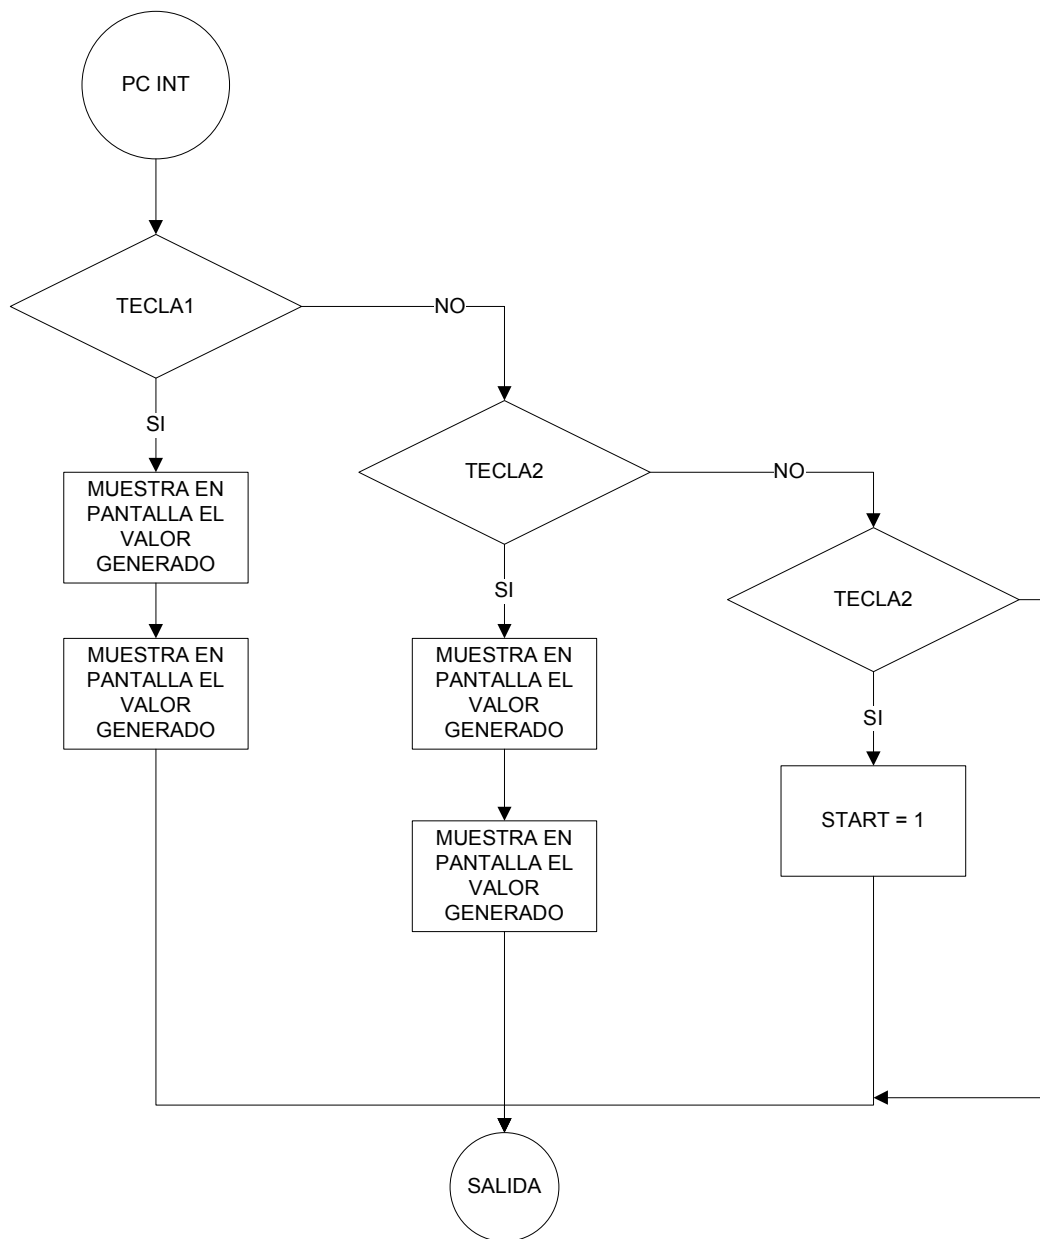 PC INT
TECLA1
NO
SI
TECLA2
NO
MUESTRA EN
PANTALLA EL
VALOR
GENERADO
SI
TECLA2
MUESTRA EN
PANTALLA EL
VALOR
GENERADO
MUESTRA EN
PANTALLA EL
VALOR
GENERADO
SI
START = 1
MUESTRA EN
PANTALLA EL
VALOR
GENERADO
SALIDA